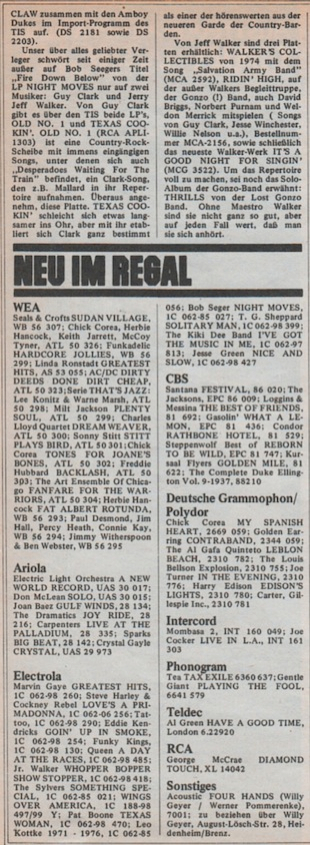 CLAW zusammen mit den Amboy
Dukes im Import-Programm des
TIS auf. (DS 2181 sowie DS
2203).
Unser über alles geliebter Ver-
leger schwört seit einiger Zeit
außer auf Bob Seegers Titel
„Fire Down Below" von der
LP NIGHT MOVES nur auf zwei
Musiker: Guy Clark und Jerry
Jeff Walker. Von Guy Clark
gibt es über den TIS beide LP's,
OLD NO. 1 und TEXAS COO-
KIN'. OLD NO. 1 (RCA APLI-
1303) ist eine Country-Rock-
Scheibe mit immens eingängigen
Songs, unter denen sich auch
„Desperadoes Waiting For The
Train" befindet, ein Clark-Song,
den z.B. Mallard in ihr Reper-
toire aufnahmen. Überaus ange-
nehm, diese Platte. TEXAS COO-
KIN' schleicht sich etwas lang-
samer ins Ohr, aber mit ihr etab-
liert sich Clark ganz bestimmt
als einer der hörenswerten aus der
neueren Garde der Country-Bar-
den.
Von Jeff Walker sind drei Plat-
ten erhältlich: WALKER'S COL-
LECTIBLES von 1974 mit dem
Song „Salvation Army Band"
(MCA 2592), RIDIN' HIGH, auf
der außer Walkers Begleittruppe,
der Gonzo (!) Band, auch David
Briggs, Norbert Purnam und Wel-
don Merrick mitspielen ( Songs
von Guy Clark, Jesse Winchester,
Willie Nelson u.a.), Bestellnum-
mer MCA-2156, sowie schließlich
das neueste Walker-Werk IT'S A
GOOD NIGHT FOR SINGIN'
(MCF 3522). Um das Repertoire
voll zu machen, sei noch das Solo-
Album der Gonzo-Band erwähnt:
THRILLS von der Lost Gonzo
Band. Ohne Maestro Walker
sind sie nicht ganz so gut, aber
auf jeden Fall wert, daß man
sie sich anhört.
NEU IM REGAL
WEA
Seals & Crofts SUDAN VILLAGE,
WB 56 307; Chick Corea, Herbie
Hancock, Keith Jarrett, McCoy
Tyner, ATL 50 326; Funkadelic
HARDCORE JOLLIES, WB 56
299; Linda Ronstadt GREATEST
HITS, AS 53 055; AC/DC DIRTY
DEEDS DONE DIRT CHEAP,
ATL 50 323; Serie THAT'S JAZZ:
Lee Konitz & Warne Marsh, ATL
50 298; Milt Jackson PLENTY
SOUL, ATL 50 299; Charles
Lloyd Quartet DREAM WEAVER,
ATL 50 300; Sonny Stitt STITT
PLAYS BIRD, ATL 50 301; Chick
Corea TONES FOR JOANE'S
BONES, ATL 50 302; Freddie
Hubbard BACKLASH, ATL 50
303; The Art Ensemble Of Chica-
go FANFARE FOR THE WAR-
RIORS, ATL 50 304; Herbie Han-
cock FAT ALBERT ROTUNDA,
WB 56 293; Paul Desmond, Jim
Hall, Percy Heath, Connie Kay,
WB 56 294; Jimmy Witherspoon
& Ben Webster, WB 56 295
Ariola
Electric Light Orchestra A NEW
WORLD RECORD, UAS 30 017;
Don McLean SOLO, UAS 30 015;
Joan Baez GULF WINDS, 28 134;
The Dramatics JOY RIDE, 28
216; Carpenters LIVE AT THE
PALLADIUM, 28 335; Sparks
BIG BEAT, 28 142; Crystal Gayle
CRYSTAL, UAS 29 973
Electrola
Marvin Gaye GREATEST HITS,
1C 062-98 260; Steve Harley &
Cockney Rebel LOVE'S A PRI-
MADONNA, 1C 062-06 256; Tat-
too, 1C 062-98 290; Eddie Ken-
dricks GOIN' UP IN SMOKE,
1C 062-98 254; Funky Kings,
1C 062-98 130; Queen A DAY
AT THE RACES, 1C 062-98 485;
J.r. Walker WHOPPER BOPPER
SHOW STOPPER, 1C 062-98 418;
The Sylvers SOMETHING SPE-
CIAL, 1C 062-85 021; WINGS
OVER AMERICA, 1C 188-98
497/99 Y; Pat Boone TEXAS
WOMAN, 1C 062-98 470; Leo
Kottke 1971 - 1976, 1C 062-85
056; Bob Seger NIGHT MOVES,
1C 062-85 027; T. G. Sheppard
SOLITARY MAN, 1C 062-98 399;
The Kiki Dee Band I'VE GOT
THE MUSIC IN ME, 1C 062-97
813; Jesse Green NICE AND
SLOW, 1C 062-98 427
CBS
Santana FESTIVAL, 86 020; The
Jacksons, EPC 86 009; Loggins &
Messina THE BEST OF FRIENDS,
81 692; Gasolin' WHAT A LE-
MON, EPC 81 436; Condor
RATHBONE HOTEL, 81 529;
Steppenwolf Best of REBORN
TO BE WILD, EPC 81 747; Kur-
saal Flyers GOLDEN MILE, 81
622; The Complete Duke Elling-
ton Vol. 9-1937, 88210
Deutsche Grammophon/
Polydor
Chick Corea MY SPANISH
HEART, 2669 059; Golden Ear-
ring CONTRABAND, 2344 059;
The Al Gafa Quinteto LEBLON
BEACH, 2310 782; The Louis
Bellson Explosion, 2310 755; Joe
Turner IN THE EVENING, 2310
776; Harry Edison EDISON'S
LIGHTS, 2310 780; Carter, Gil-
lespie Inc., 2310 781
Intercord
Mombasa 2, INT 160 049; Joe
Cocker LIVE IN L.A., INT 161
303
Phonogram
Tea TAX EXILE 6360 637; Gentle
Giant PLAYING THE FOOL,
6641 579
Teldec
Al Green HAVE A GOOD TIME,
London 6.22920
RCA
George McCrae DIAMOND
TOUCH, XL 14042
Sonstiges
Acoustic FOUR HANDS (Willy
Geyer / Werner Pommerenke),
7001; zu beziehen über Willy
Geyer, August-Lösch-Str. 28, Hei-
denheim/Brenz.